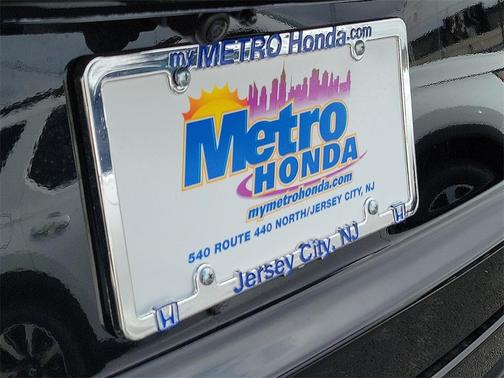 myMETRO Honda.com
Metro
HONDA
mymetrohonda.com
540 ROUTE 440 NORTH/JERSEY CITY, NJ
Jersey City, NJ